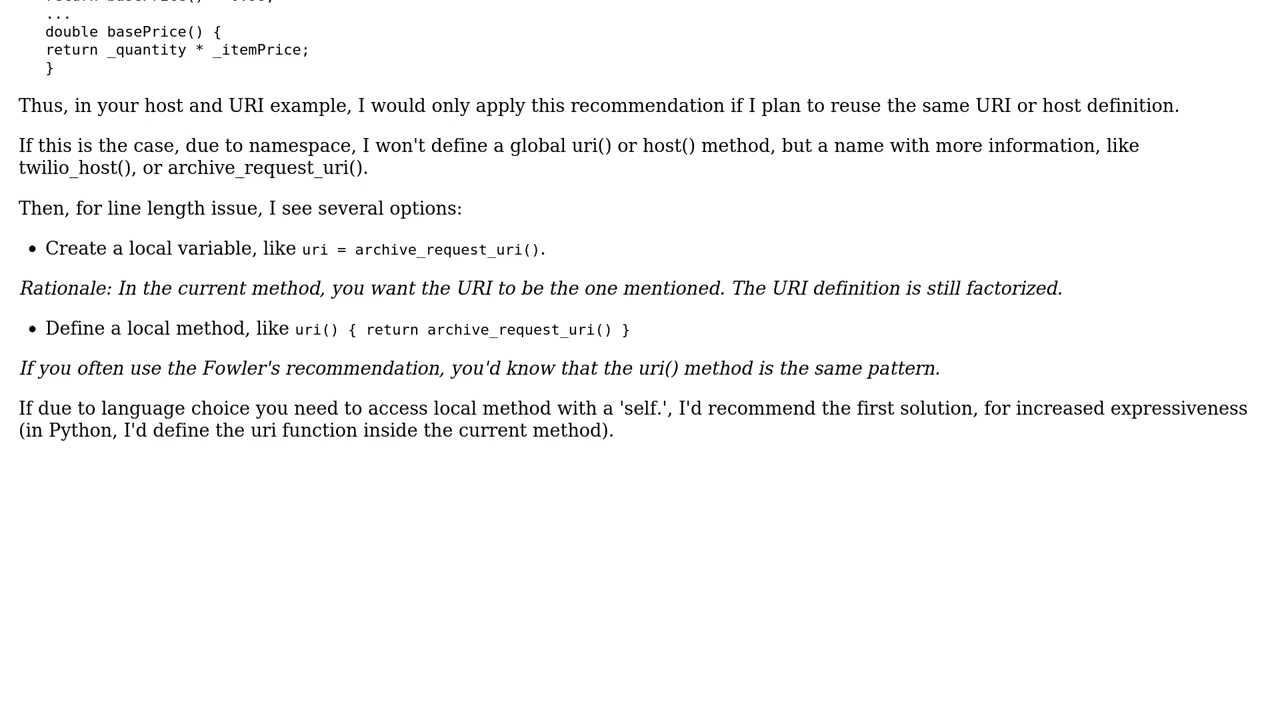 ...
double basePrice() {
return _quantity * _itemPrice;
}
Thus, in your host and URI example, I would only apply this recommendation if I plan to reuse the same URI or host definition.
If this is the case, due to namespace, I won't define a global uri() or host() method, but a name with more information, like
twilio_host(), or archive_request_uri().
Then, for line length issue, I see several options:
• Create a local variable, like uri = archive_request_uri().
Rationale: In the current method, you want the URI to be the one mentioned. The URI definition is still factorized.
• Define a local method, like uri() { return archive_request_uri() }
If you often use the Fowler's recommendation, you'd know that the uri() method is the same pattern.
If due to language choice you need to access local method with a 'self.', I'd recommend the first solution, for increased expressiveness
(in Python, I'd define the uri function inside the current method).